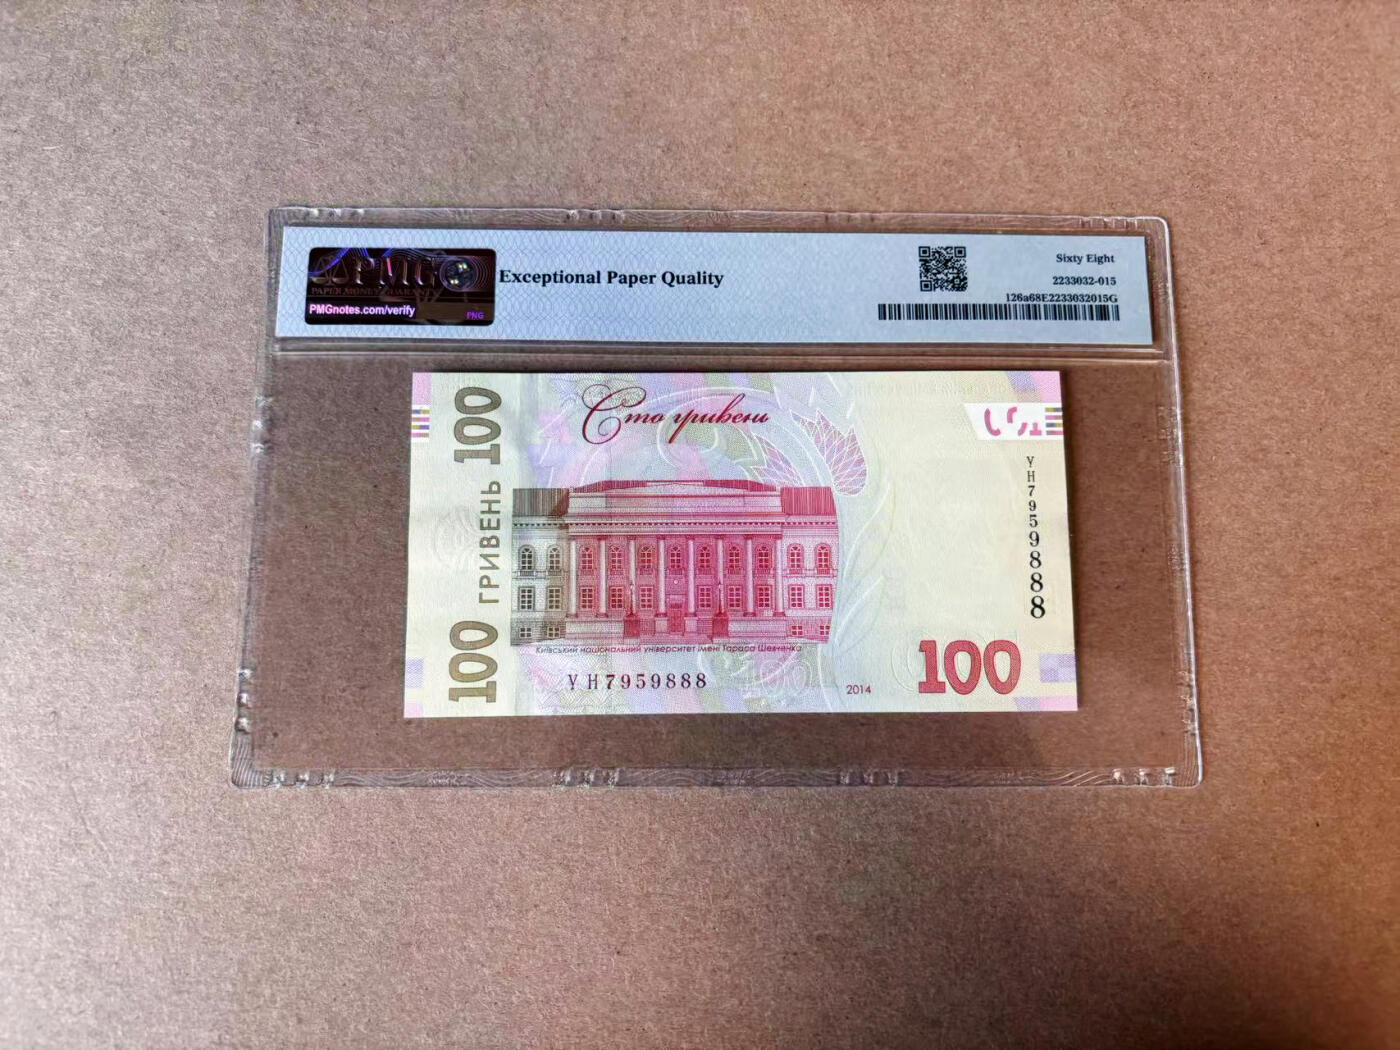 PMG
PAPER MONEY GUARANTY
PMGnotes.com/verify
PNG
Exceptional Paper Quality
Sixty Eight
2233032-015
126a68E2233032015G
100 ГРИВЕНЬ 100
Сто гривень
УН7959888
Київський національний університет імені Тараса Шевченка
УН7959888
2014
100